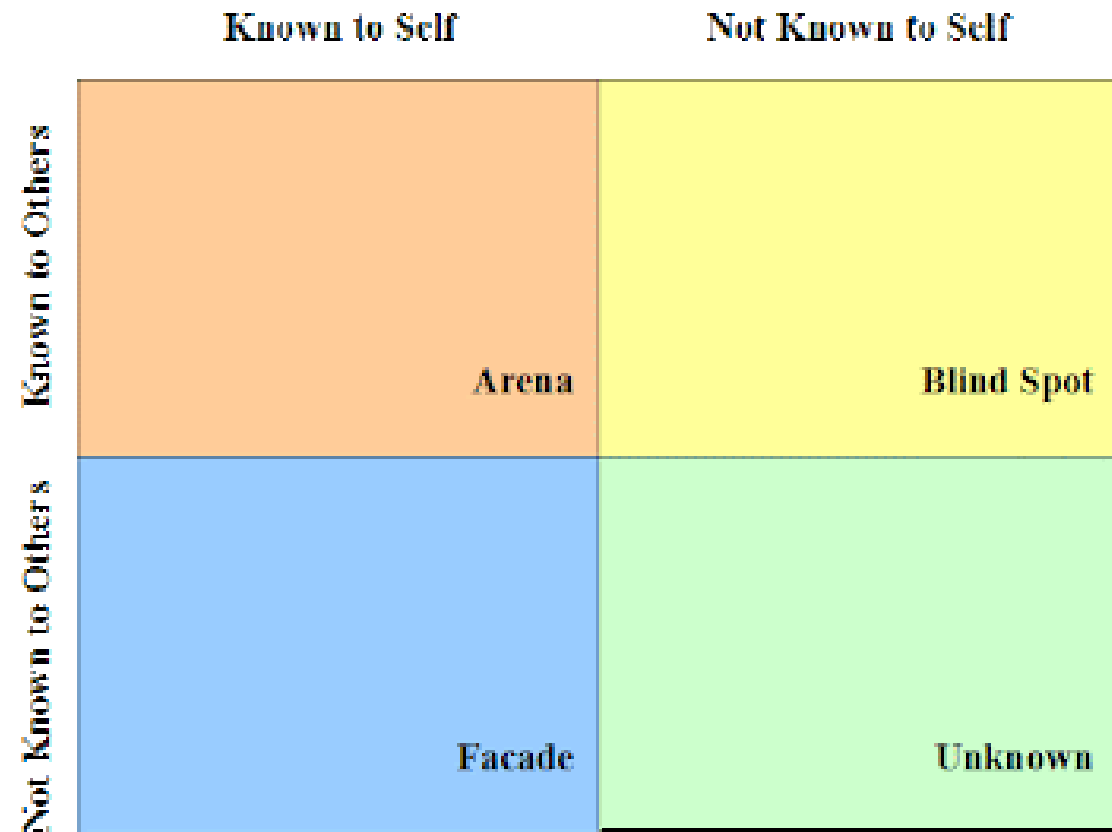 Known to Self
Not Known to Self
Known to Others
Arena
Blind Spot
Not Known to Others
Facade
Unknown